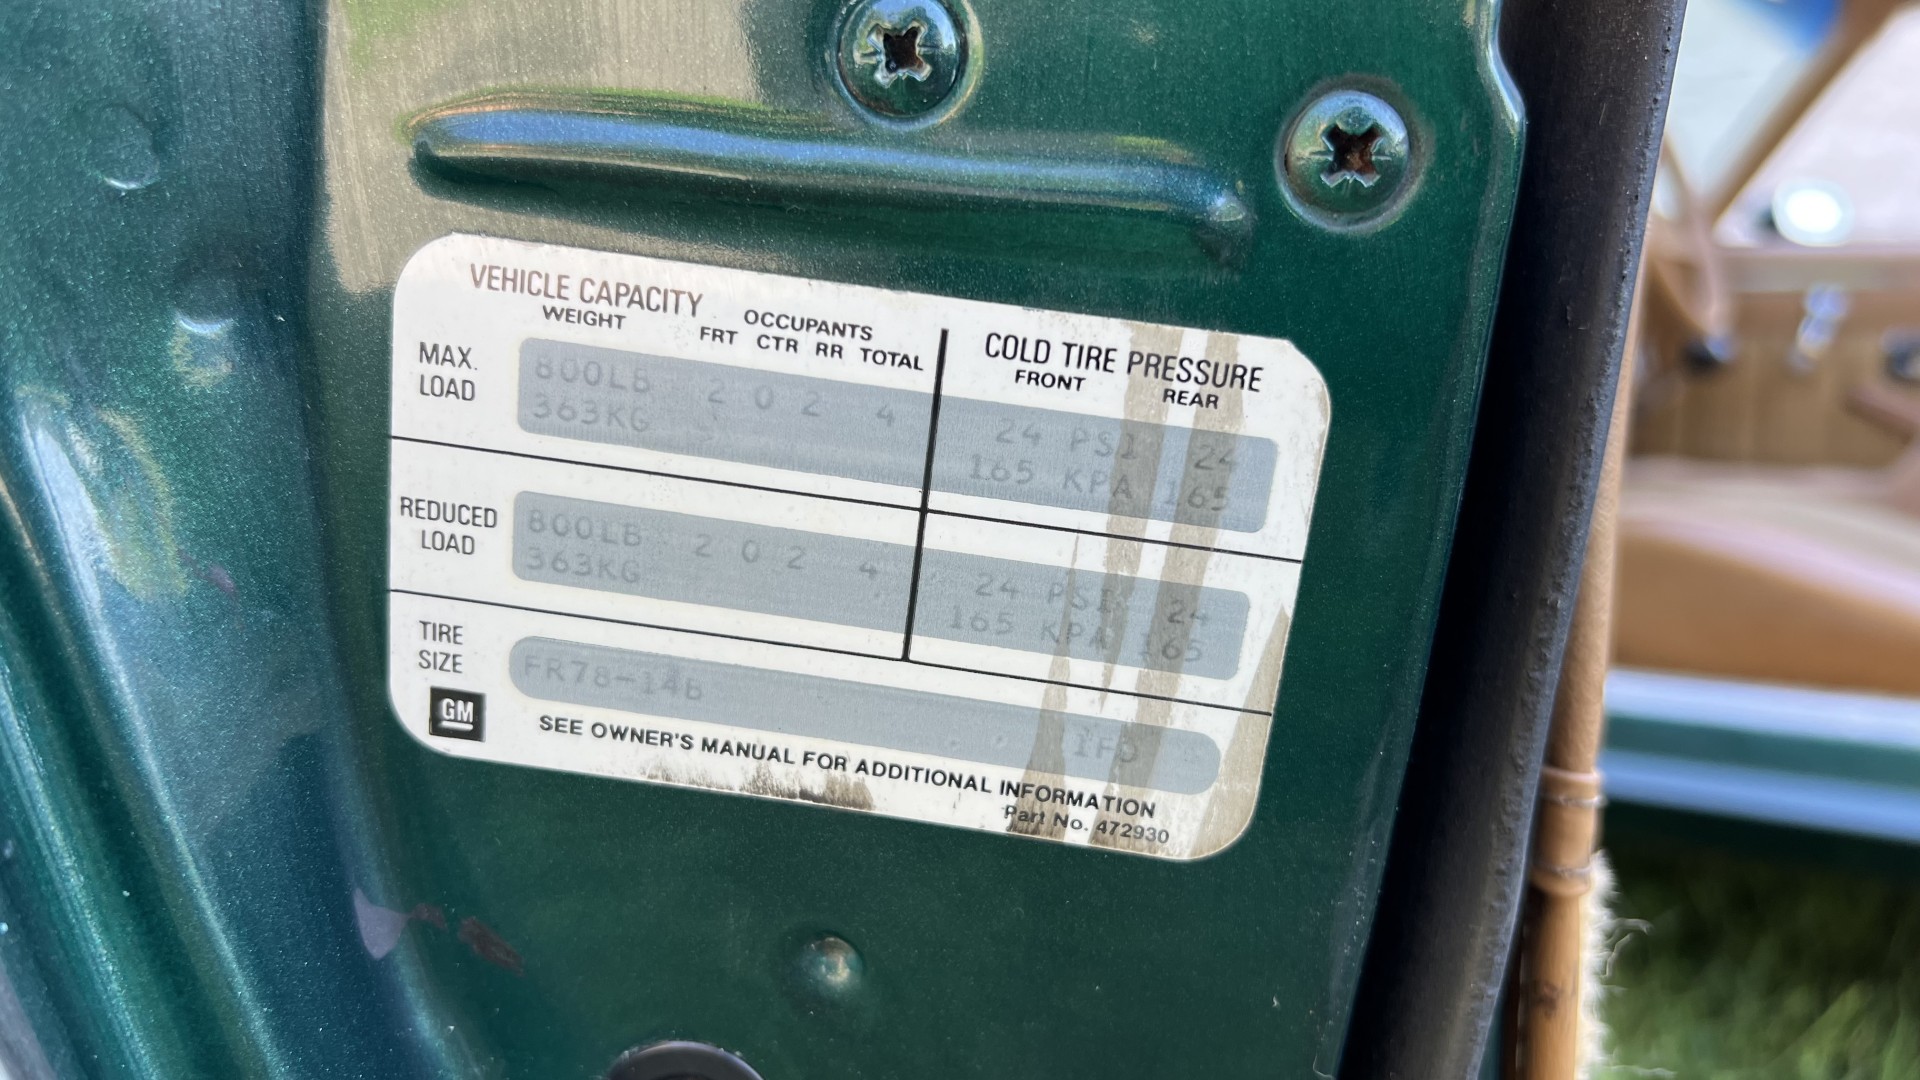 VEHICLE CAPACITY
WEIGHT
OCCUPANTS
FRT CTR RR TOTAL
COLD TIRE PRESSURE
FRONT REAR
MAX. LOAD
800LB 2 0 2 4 24 PSI 24
363KG 165 KPA 165
REDUCED LOAD
800LB 2 0 2 4 24 PSI 24
363KG 165 KPA 165
TIRE SIZE
FR78-14B
GM
SEE OWNER'S MANUAL FOR ADDITIONAL INFORMATION
Part No. 472930